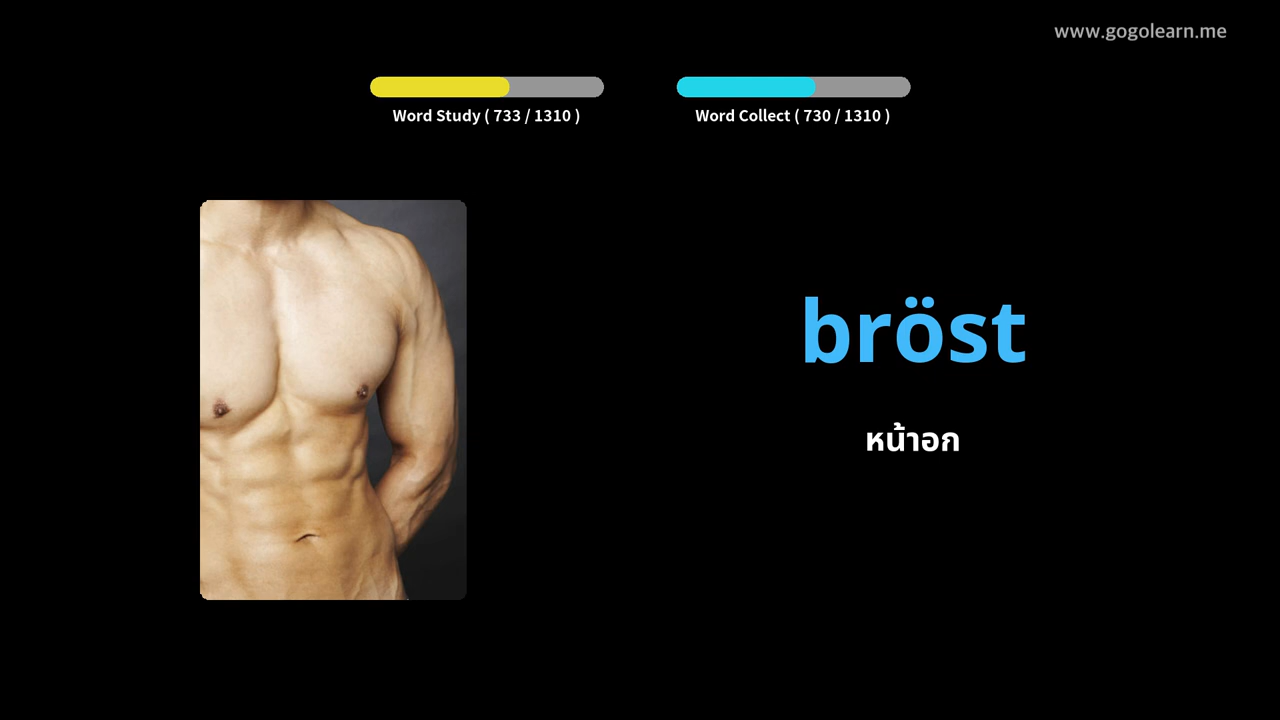 www.gogolearn.me
Word Study ( 733 / 1310 )
Word Collect ( 730 / 1310 )
bröst
หน้าอก